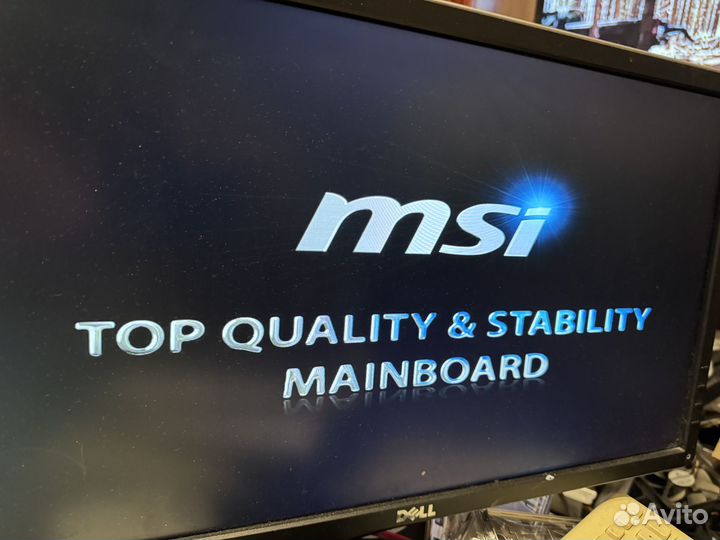 msi
TOP QUALITY & STABILITY
MAINBOARD
DELL
Avito